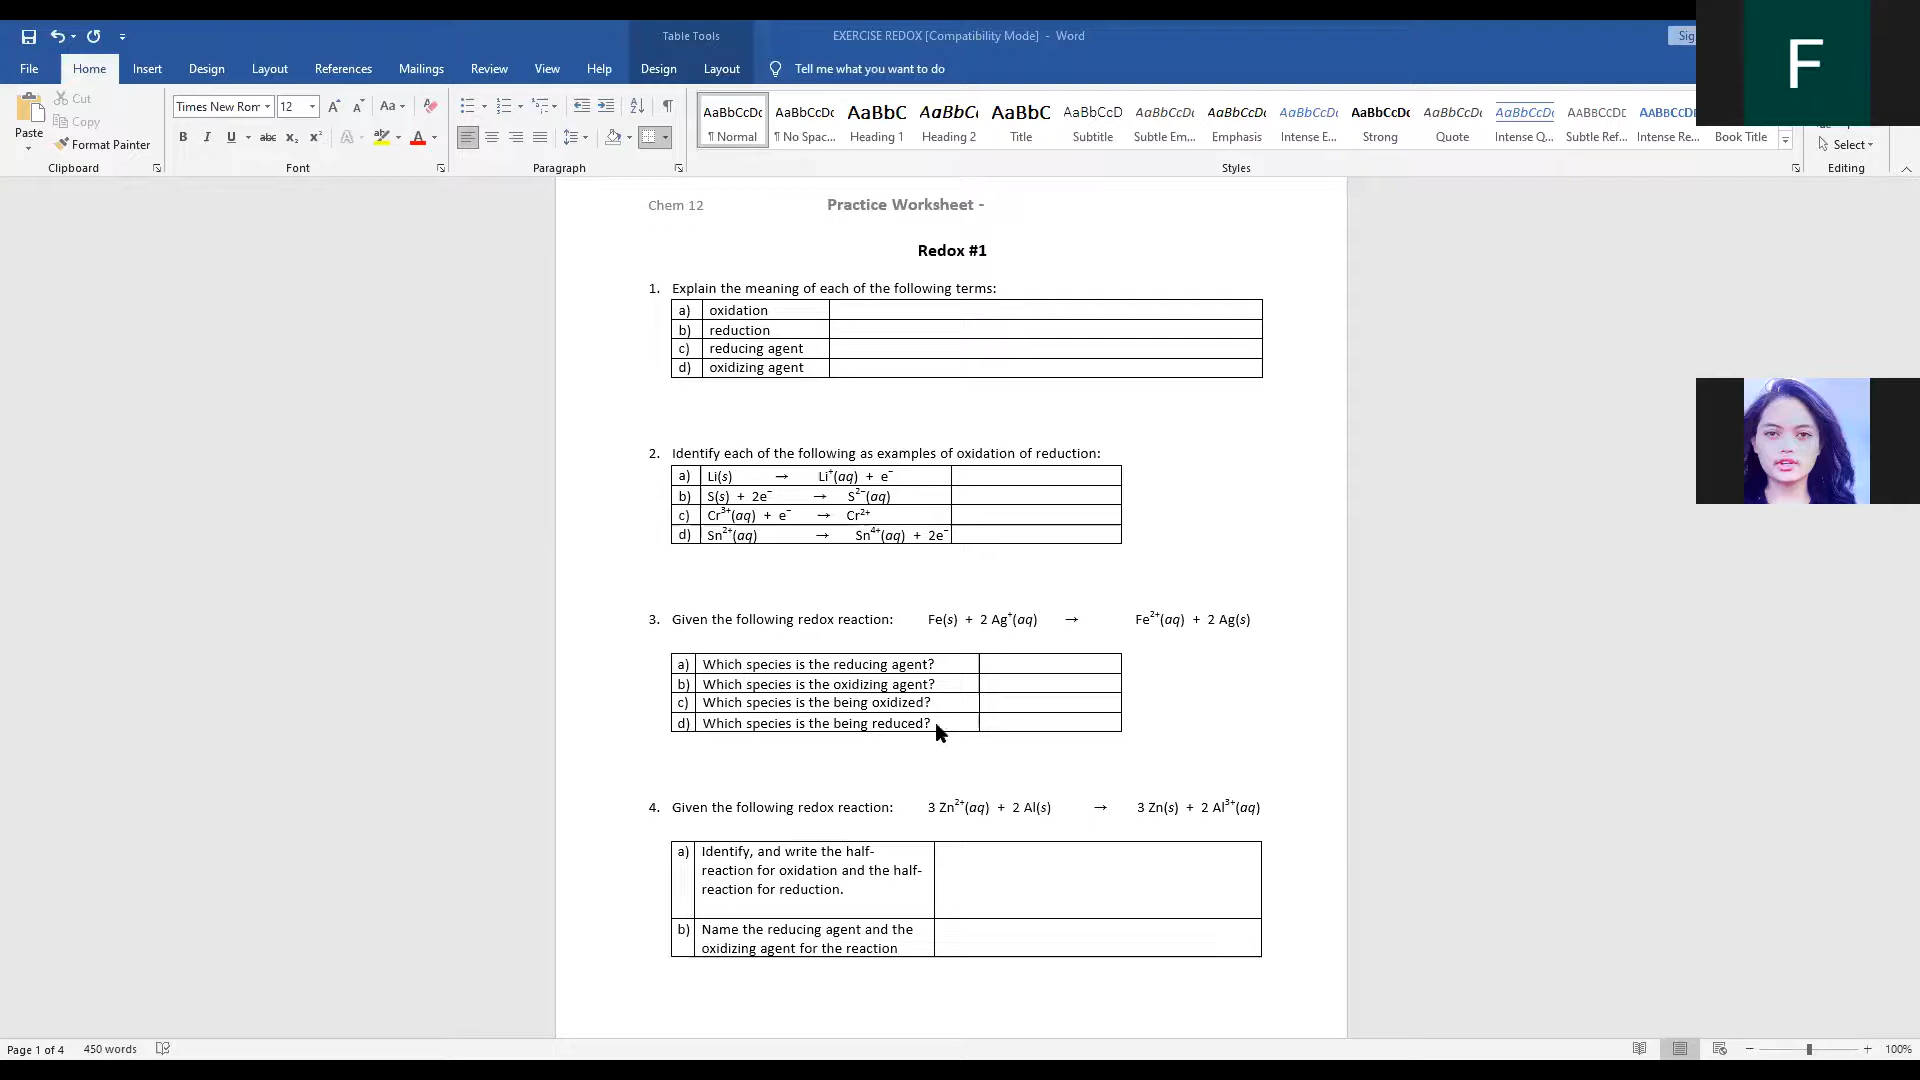 Table Tools
EXERCISE REDOX [Compatibility Mode] - Word
F
File Home Insert Design Layout References Mailings Review View Help Design Layout Tell me what you want to do
Paste
Cut
Copy
Format Painter
Clipboard
Times New Rom 12
Font
Paragraph
AaBbCcDc AaBbCcDc AaBbC AaBbC AaBbC AaBbCcD AaBbCcDc AaBbCcDc AaBbCcDc AaBbCcDc AaBbCcDc AaBbCcDc AABBCCDE AABBCCDE
¶ Normal ¶ No Spac... Heading 1 Heading 2 Title Subtitle Subtle Em... Emphasis Intense E... Strong Quote Intense Q... Subtle Ref... Intense Re... Book Title
Styles
Select
Editing
Chem 12 Practice Worksheet -
Redox #1
1. Explain the meaning of each of the following terms:
a) oxidation
b) reduction
c) reducing agent
d) oxidizing agent
2. Identify each of the following as examples of oxidation of reduction:
a) Li(s) → Li⁺(aq) + e⁻
b) S(s) + 2e⁻ → S²⁻(aq)
c) Cr³⁺(aq) + e⁻ → Cr²⁺
d) Sn²⁺(aq) → Sn⁴⁺(aq) + 2e⁻
3. Given the following redox reaction: Fe(s) + 2 Ag⁺(aq) → Fe²⁺(aq) + 2 Ag(s)
a) Which species is the reducing agent?
b) Which species is the oxidizing agent?
c) Which species is the being oxidized?
d) Which species is the being reduced?
4. Given the following redox reaction: 3 Zn²⁺(aq) + 2 Al(s) → 3 Zn(s) + 2 Al³⁺(aq)
a) Identify, and write the half-
reaction for oxidation and the half-
reaction for reduction.
b) Name the reducing agent and the
oxidizing agent for the reaction
Page 1 of 4 450 words 100%